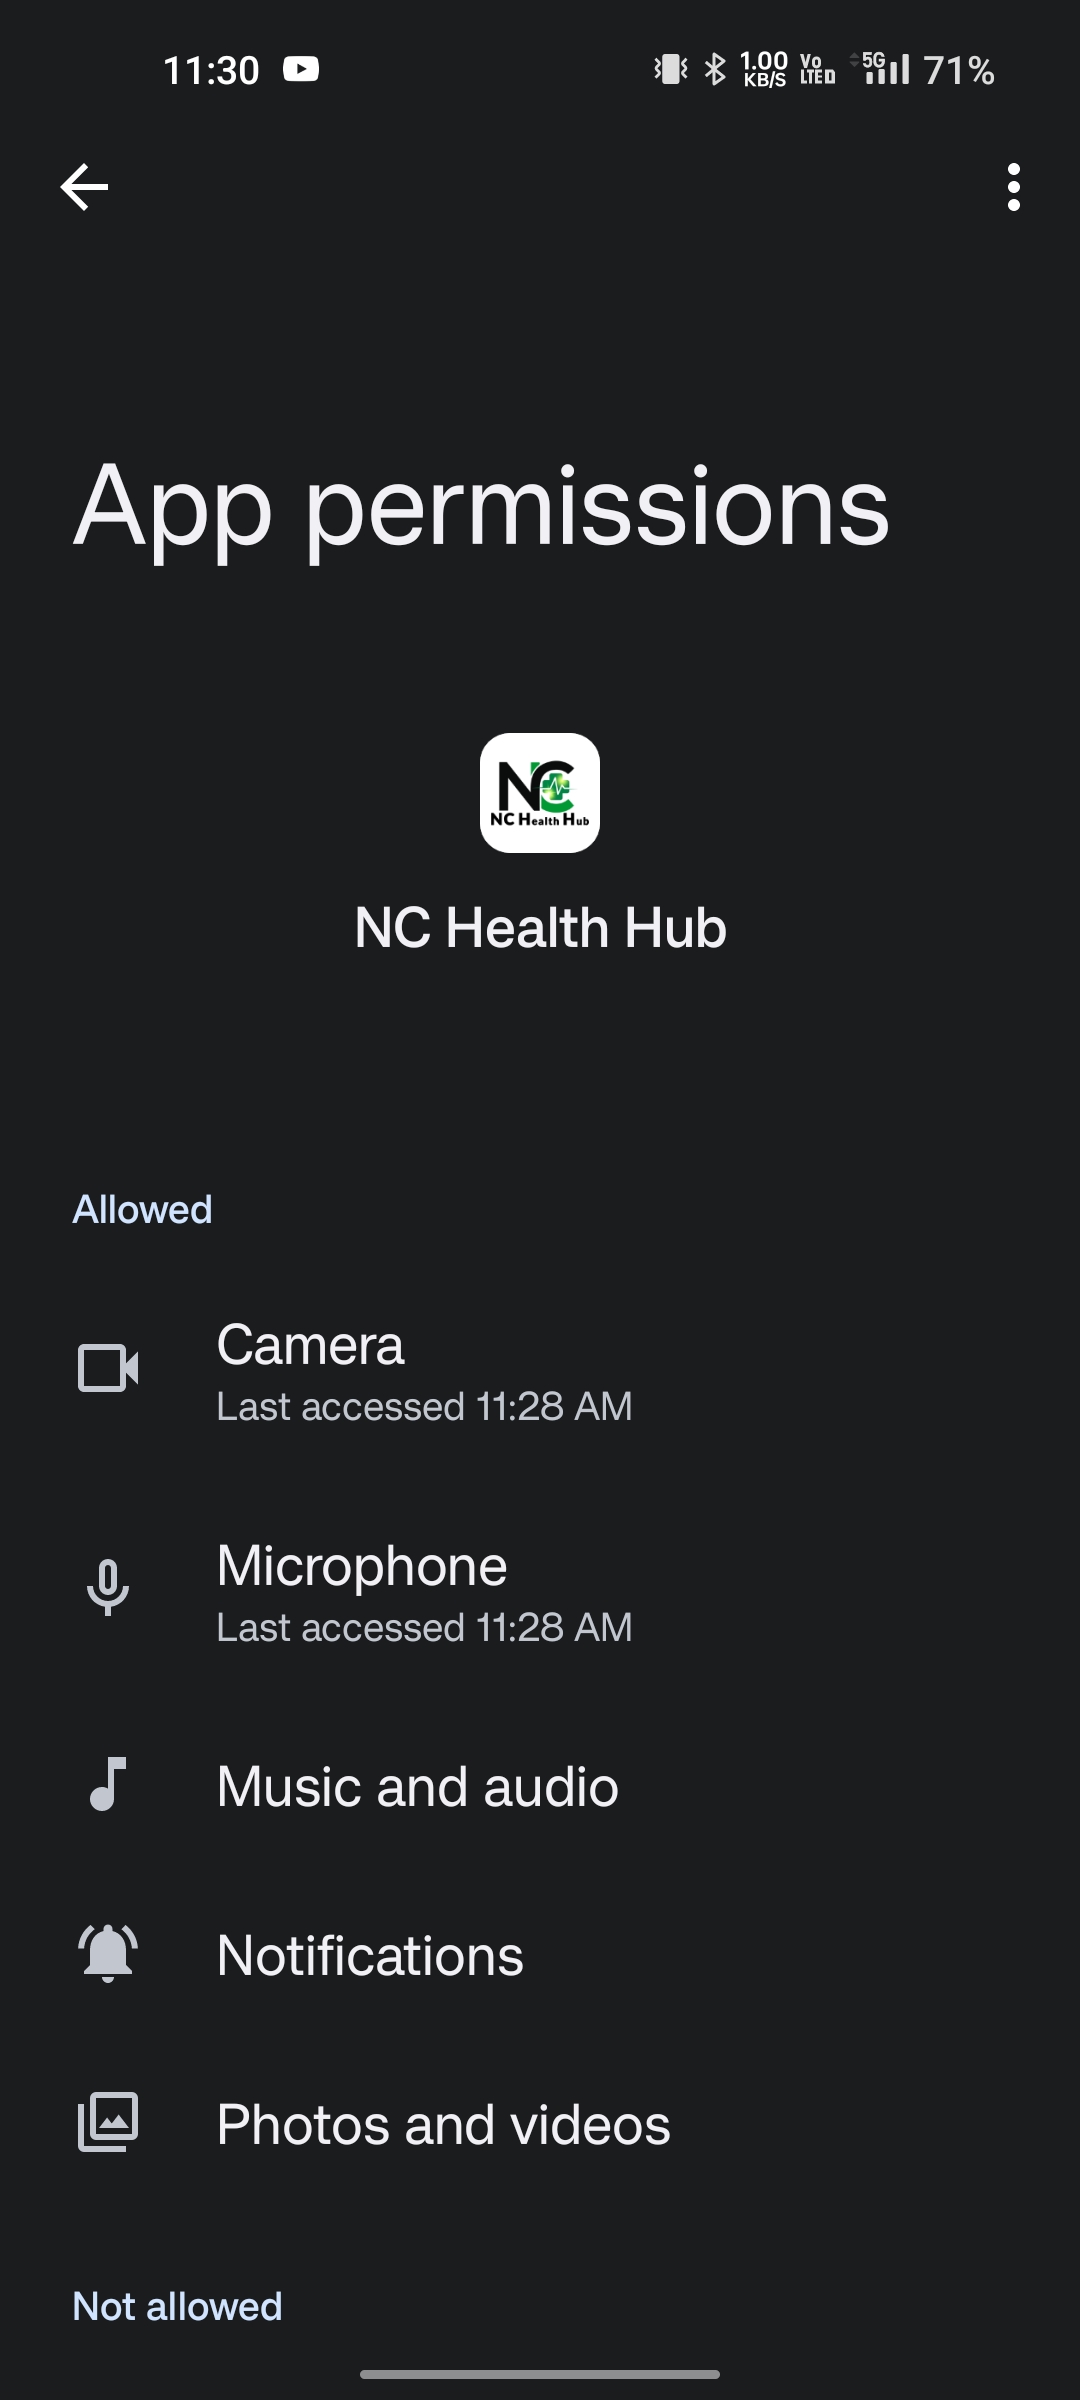 11:30
1.00 KB/S
Vo LTE D
5G
71%
App permissions
NC
NC Health Hub
NC Health Hub
Allowed
Camera
Last accessed 11:28 AM
Microphone
Last accessed 11:28 AM
Music and audio
Notifications
Photos and videos
Not allowed